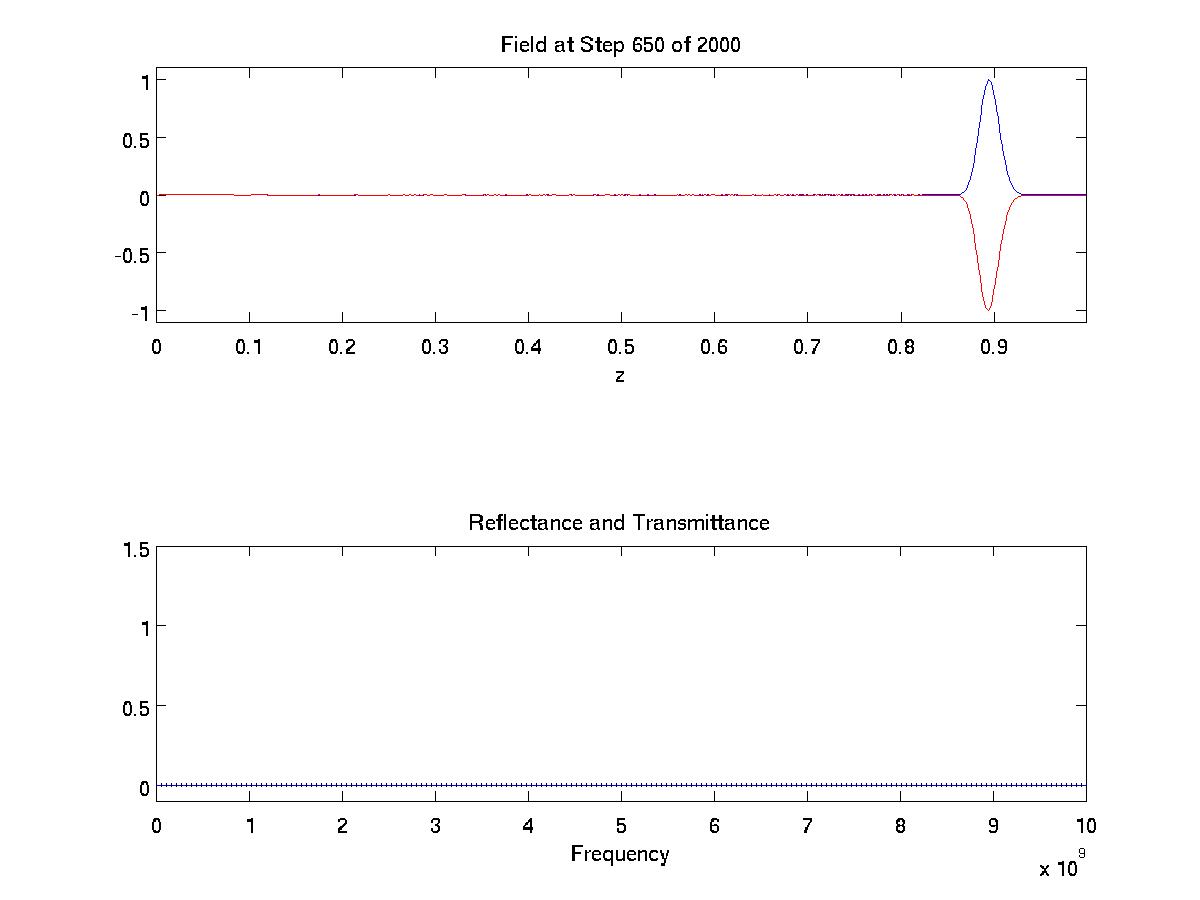 Field at Step 650 of 2000
1
0.5
0
-0.5
-1
0 0.1 0.2 0.3 0.4 0.5 0.6 0.7 0.8 0.9
z
Reflectance and Transmittance
1.5
1
0.5
0
0 1 2 3 4 5 6 7 8 9 10
Frequency
x 10⁹